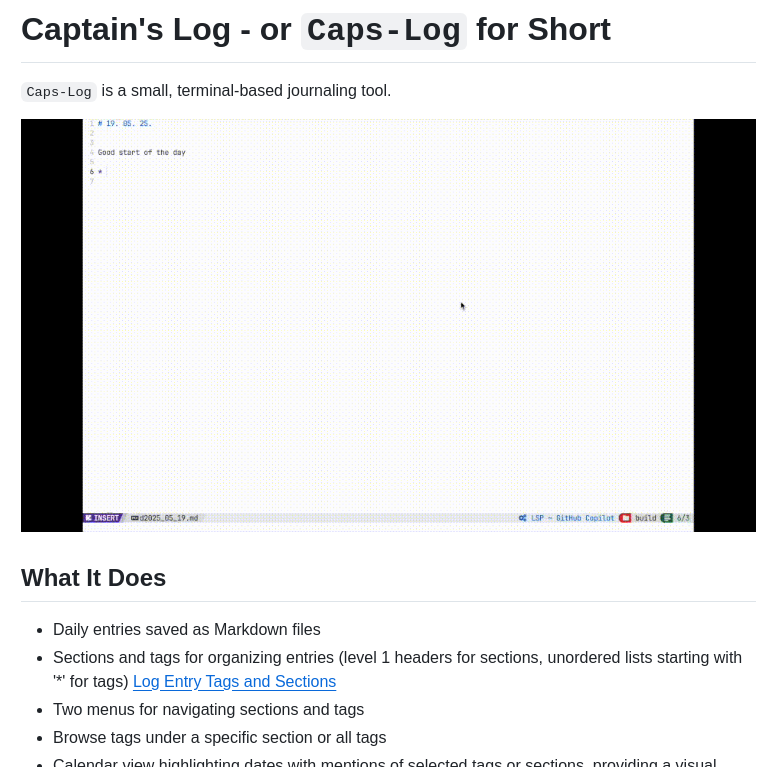 Captain's Log - or Caps-Log for Short
Caps-Log is a small, terminal-based journaling tool.
1 # 19. 05. 25.
2
3
4 Good start of the day
5
6 *
7
INSERT d2025_05_19.md LSP ~ GitHub Copilot build 6/3
What It Does
• Daily entries saved as Markdown files
• Sections and tags for organizing entries (level 1 headers for sections, unordered lists starting with
'*' for tags) Log Entry Tags and Sections
• Two menus for navigating sections and tags
• Browse tags under a specific section or all tags
• Calendar view highlighting dates with mentions of selected tags or sections, providing a visual